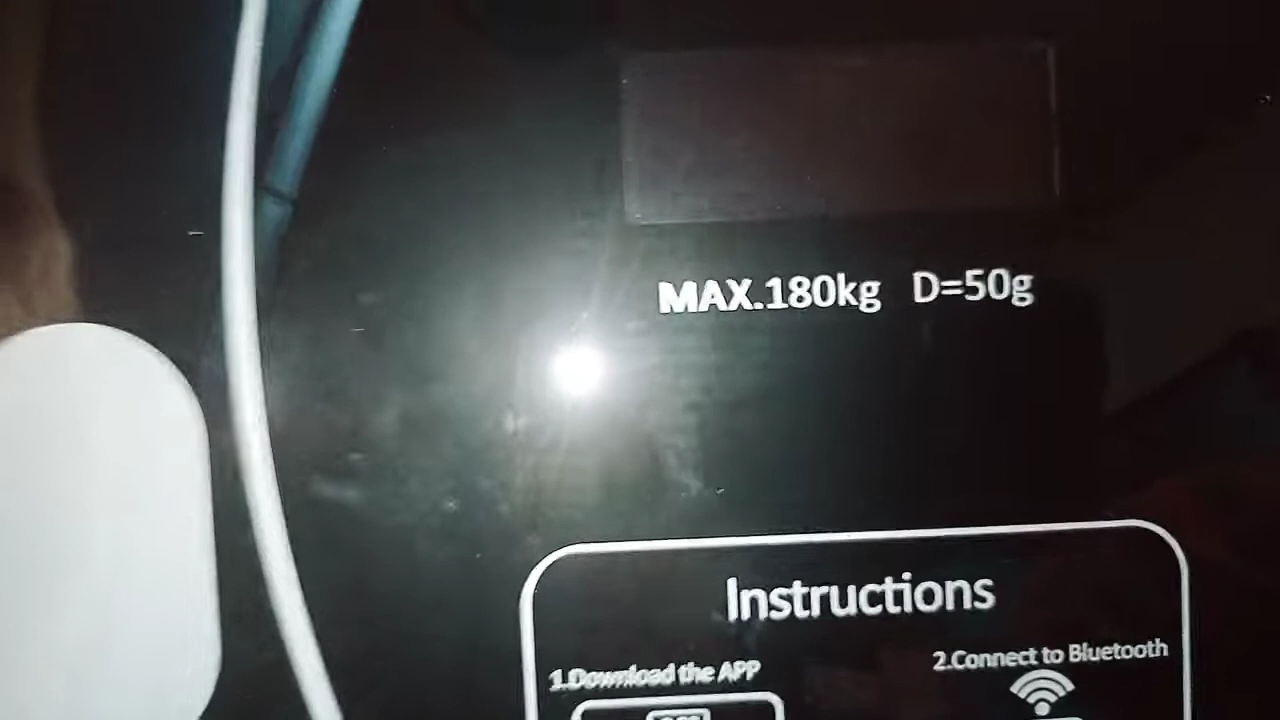 MAX.180kg D=50g
Instructions
1.Download the APP
2.Connect to Bluetooth